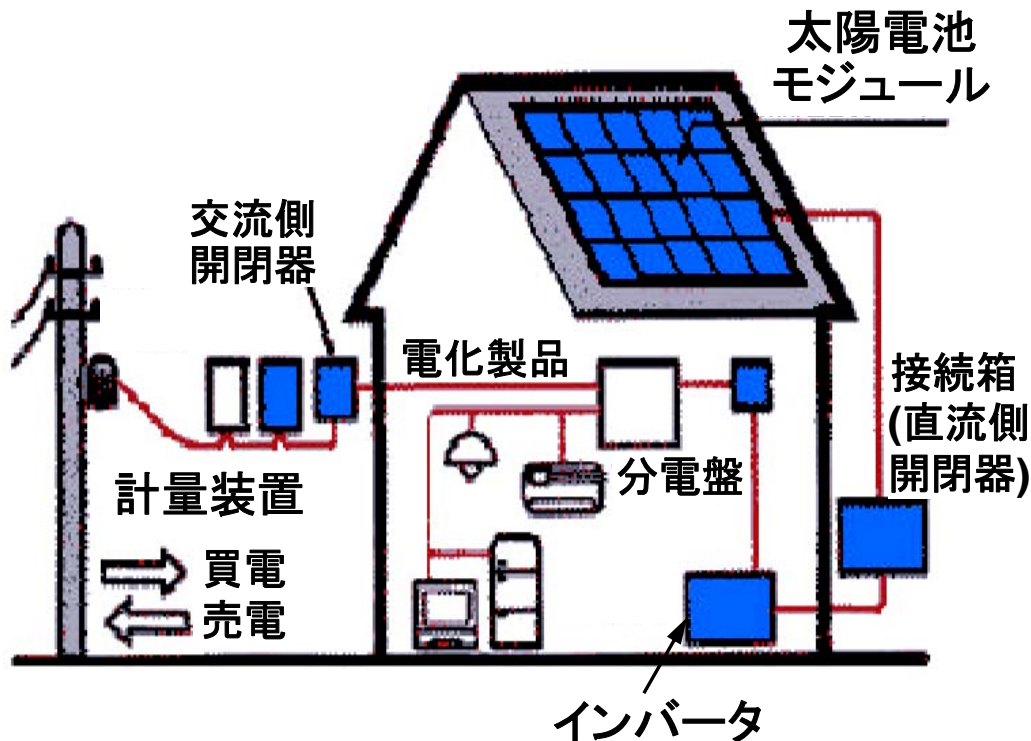 太陽電池
モジュール
交流側
開閉器
電化製品
接続箱
(直流側
開閉器)
分電盤
計量装置
買電
売電
インバータ